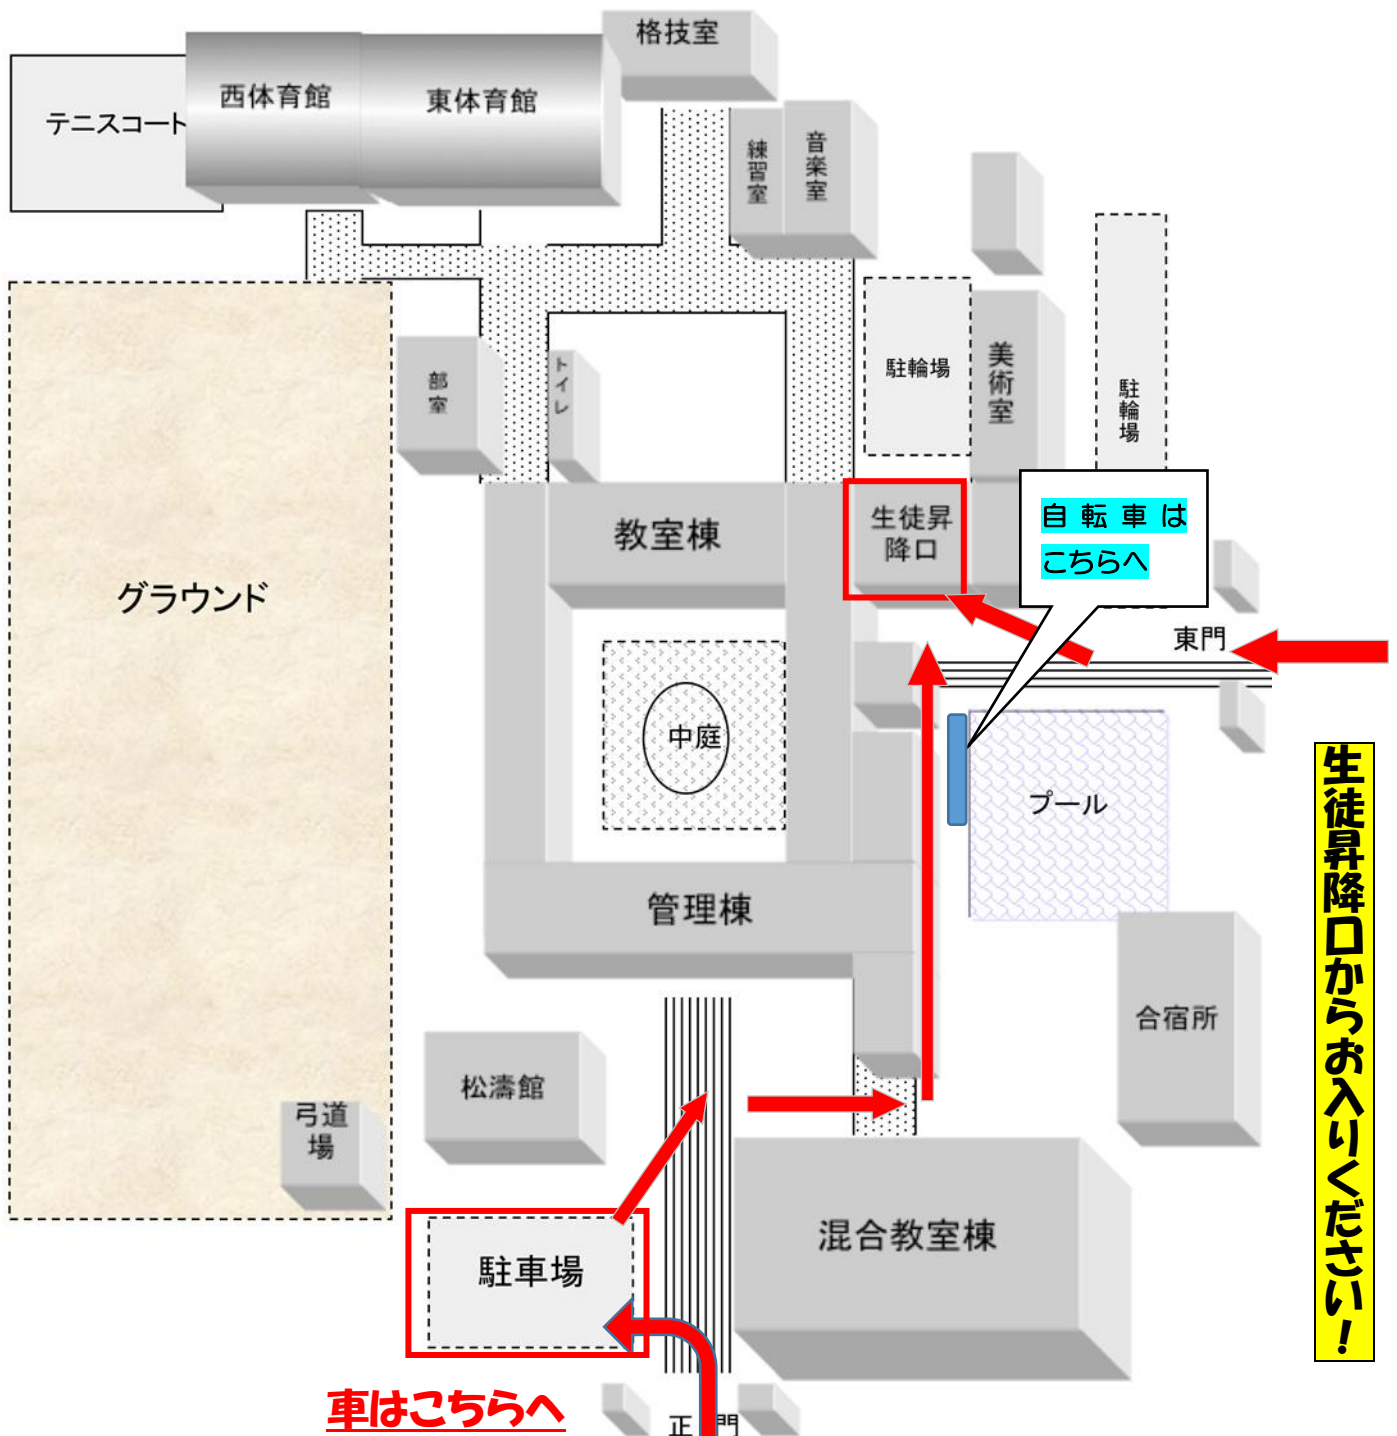 格技室
西体育館
東体育館
テニスコート
練習室
音楽室
駐輪場
美術室
駐輪場
部室
トイレ
教室棟
生徒昇
降口
自転車は
こちらへ
グラウンド
東門
中庭
プール
管理棟
合宿所
松濤館
弓道
場
混合教室棟
駐車場
車はこちらへ
正門
生徒昇降口からお入りください！